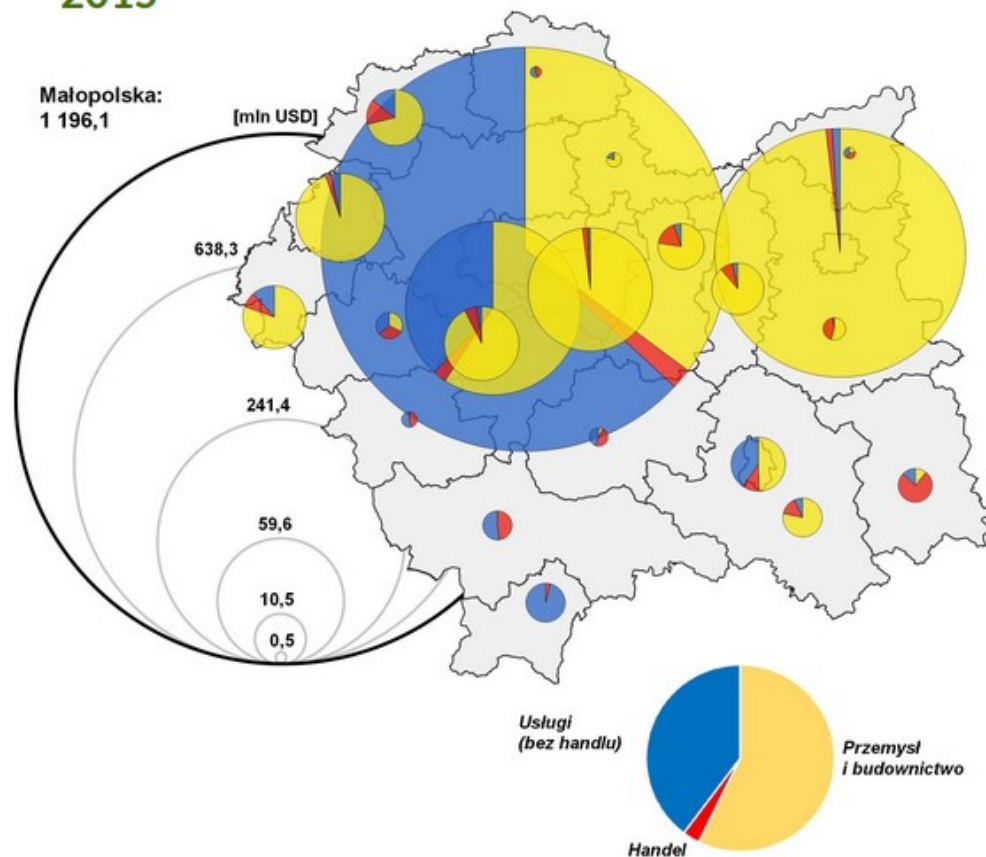 Małopolska:
1 196,1
[mln USD]
638,3
241,4
59,6
10,5
0,5
Usługi
(bez handlu)
Przemysł
i budownictwo
Handel